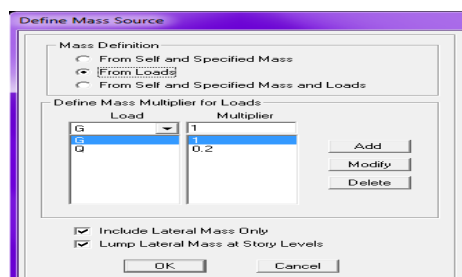 Define Mass Source
Mass Definition
From Self and Specified Mass
From Loads
From Self and Specified Mass and Loads
Define Mass Multiplier for Loads
Load Multiplier
G 1
G 1
Q 0.2
Add
Modify
Delete
Include Lateral Mass Only
Lump Lateral Mass at Story Levels
OK Cancel